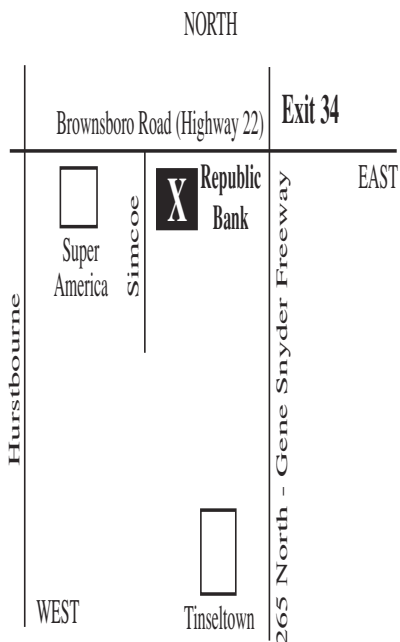 NORTH
Brownsboro Road (Highway 22)
Exit 34
EAST
X
Republic
Bank
Super
America
Simcoe
Hurstbourne
265 North - Gene Snyder Freeway
WEST
Tinseltown